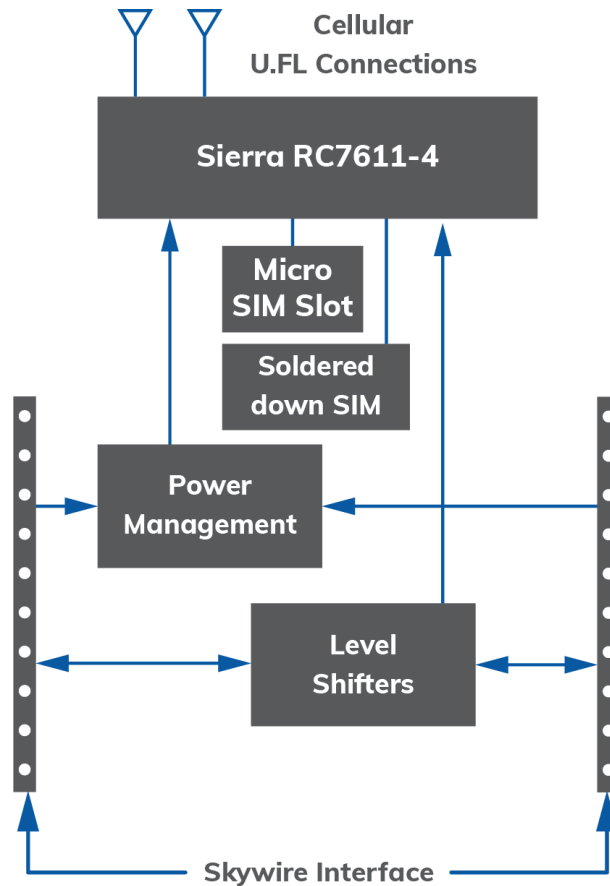 Cellular
U.FL Connections
Sierra RC7611-4
Micro
SIM Slot
Soldered
down SIM
Power
Management
Level
Shifters
Skywire Interface